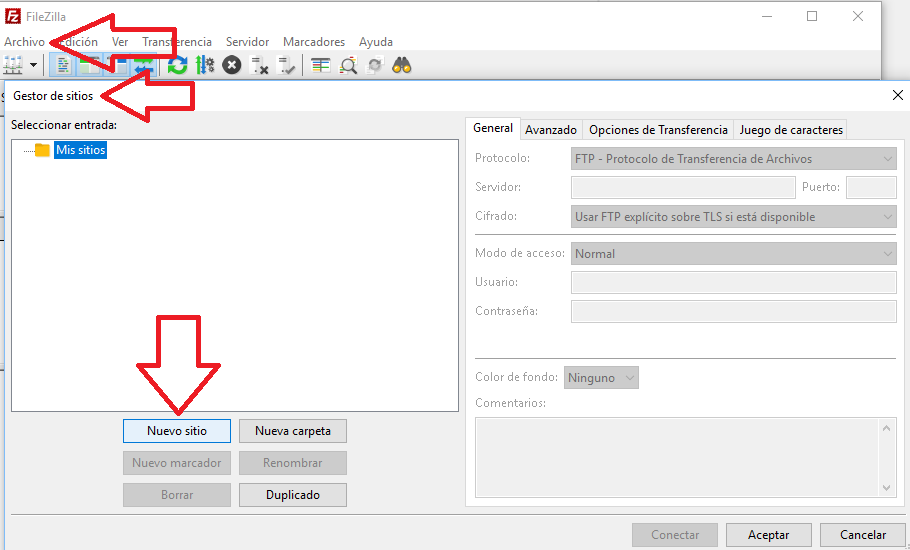 FileZilla
Archivo Edición Ver Transferencia Servidor Marcadores Ayuda
Gestor de sitios
Seleccionar entrada:
Mis sitios
General Avanzado Opciones de Transferencia Juego de caracteres
Protocolo: FTP - Protocolo de Transferencia de Archivos
Servidor: Puerto:
Cifrado: Usar FTP explícito sobre TLS si está disponible
Modo de acceso: Normal
Usuario:
Contraseña:
Color de fondo: Ninguno
Comentarios:
Nuevo sitio Nueva carpeta
Nuevo marcador Renombrar
Borrar Duplicado
Conectar Aceptar Cancelar